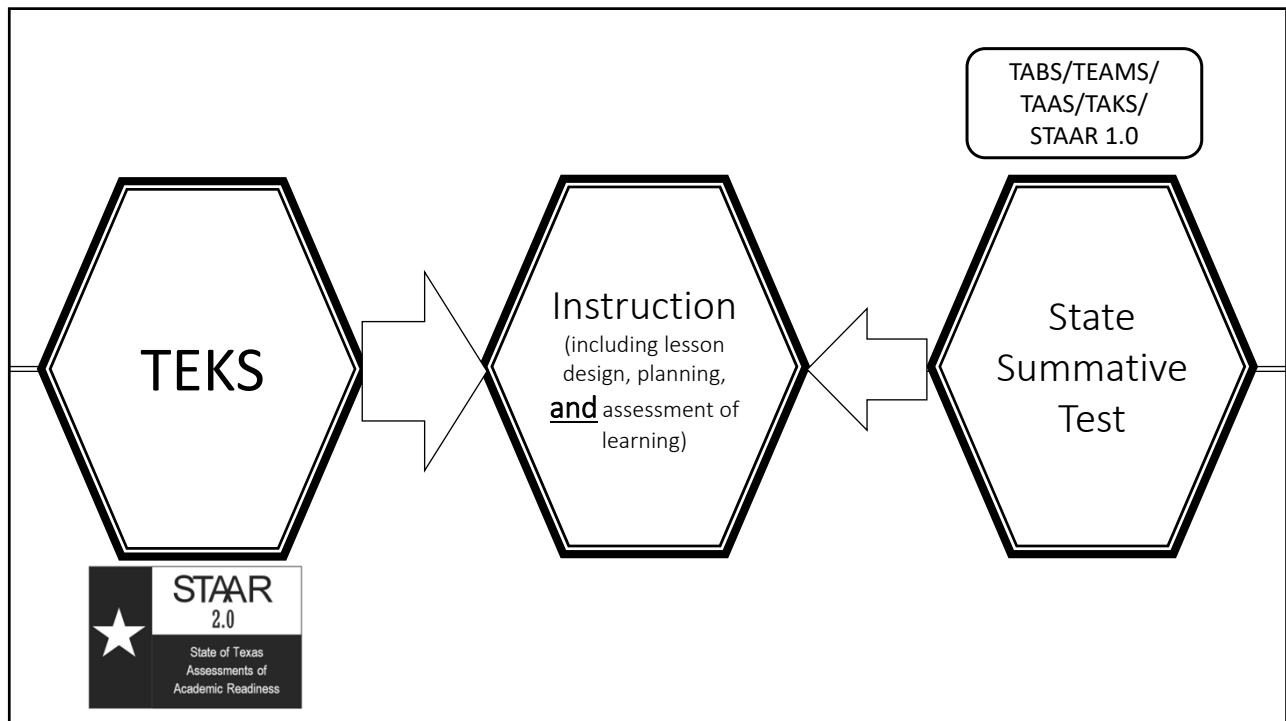 TABS/TEAMS/
TAAS/TAKS/
STAAR 1.0
TEKS
Instruction
(including lesson
design, planning,
and assessment of
learning)
State
Summative
Test
STAAR
2.0
State of Texas
Assessments of
Academic Readiness